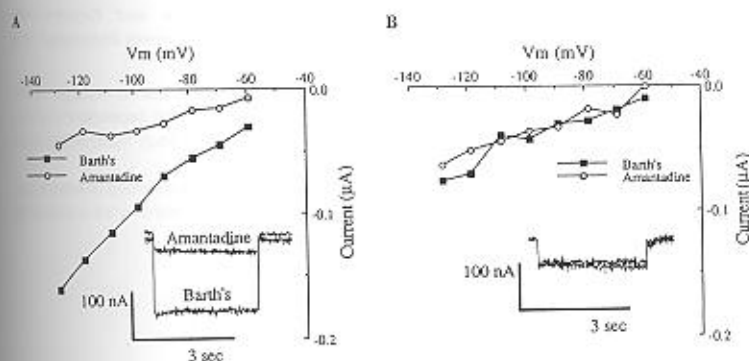 A
Vm (mV)
-140 -120 -100 -80 -60 -40
0.0
Barth's
Amantadine
-0.1
Current (µA)
Amantadine
100 nA
Barth's
-0.2
3 sec
B
Vm (mV)
-140 -120 -100 -80 -60 -40
0.0
Barth's
Amantadine
-0.1
Current (µA)
100 nA
3 sec
-0.2